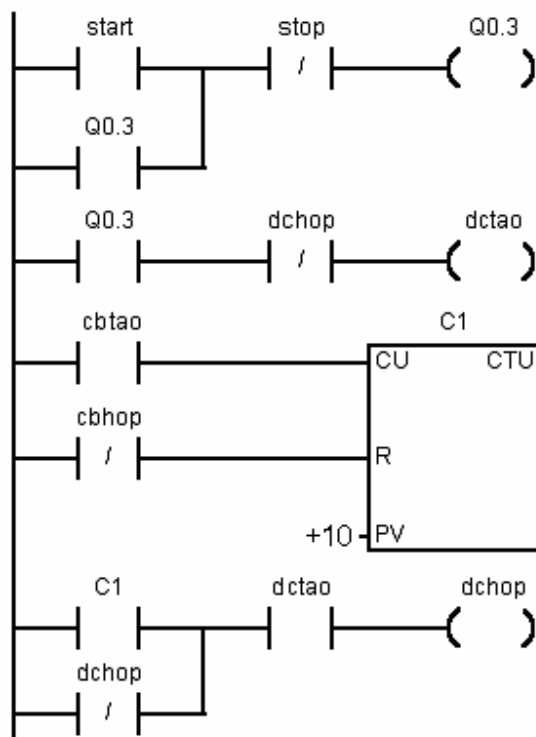 start stop Q0.3
/
Q0.3
Q0.3 dchop dctao
/
cbtao C1
CU CTU
cbhop
/ R
+10 PV
C1 dctao dchop
dchop
/